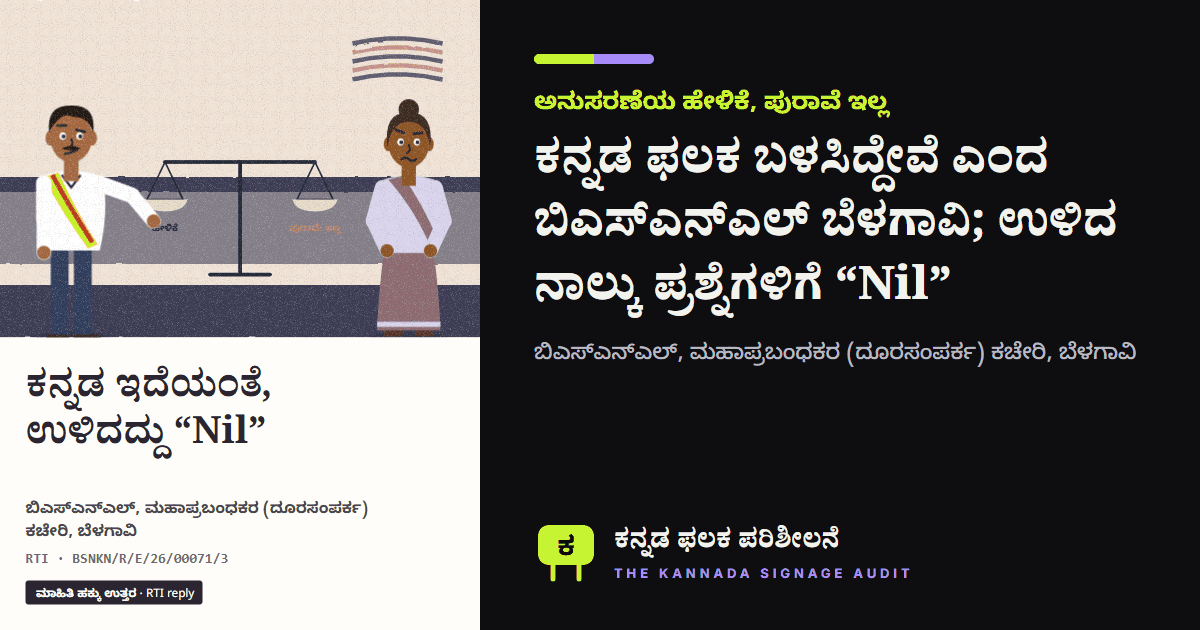 ಹೇಳಿಕೆ
ಪುರಾವೆ: ಇಲ್ಲ
ಕನ್ನಡ ಇದೆಯಂತೆ,
ಉಳಿದದ್ದು “Nil”
ಬಿಎಸ್ಎನ್ಎಲ್, ಮಹಾಪ್ರಬಂಧಕರ (ದೂರಸಂಪರ್ಕ)
ಕಚೇರಿ, ಬೆಳಗಾವಿ
RTI · BSNKN/R/E/26/00071/3
ಮಾಹಿತಿ ಹಕ್ಕು ಉತ್ತರ · RTI reply
ಅನುಸರಣೆಯ ಹೇಳಿಕೆ, ಪುರಾವೆ ಇಲ್ಲ
ಕನ್ನಡ ಫಲಕ ಬಳಸಿದ್ದೇವೆ ಎಂದ
ಬಿಎಸ್ಎನ್ಎಲ್ ಬೆಳಗಾವಿ; ಉಳಿದ
ನಾಲ್ಕು ಪ್ರಶ್ನೆಗಳಿಗೆ “Nil”
ಬಿಎಸ್ಎನ್ಎಲ್, ಮಹಾಪ್ರಬಂಧಕರ (ದೂರಸಂಪರ್ಕ) ಕಚೇರಿ, ಬೆಳಗಾವಿ
ಕ
ಕನ್ನಡ ಫಲಕ ಪರಿಶೀಲನೆ
THE KANNADA SIGNAGE AUDIT